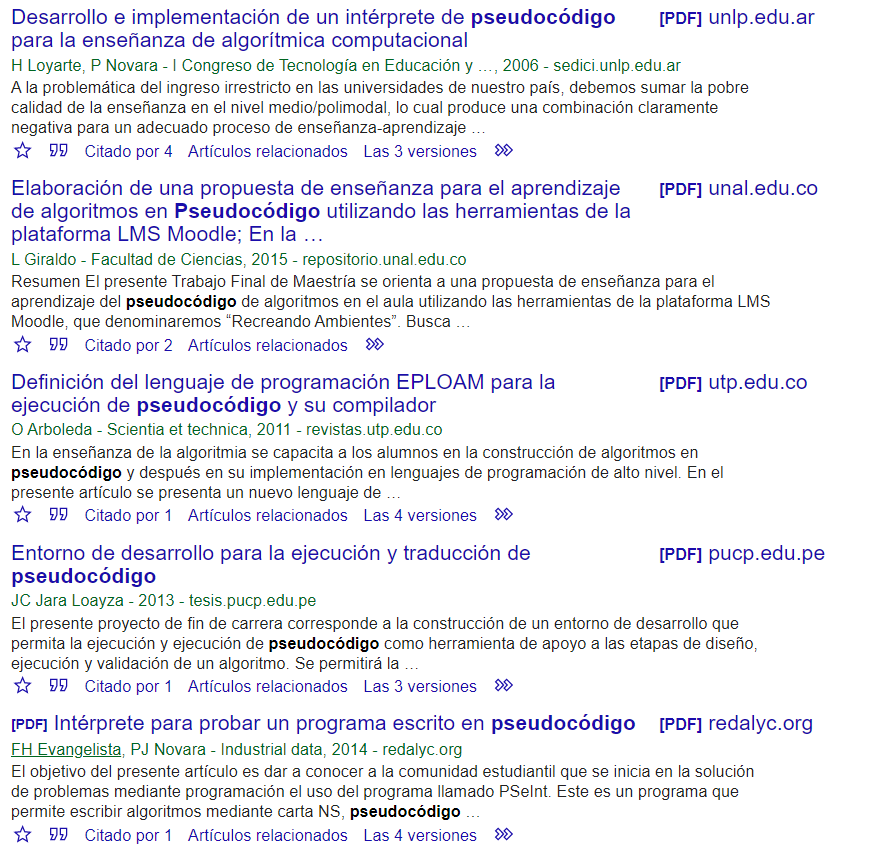 Desarrollo e implementación de un intérprete de pseudocódigo [PDF] unlp.edu.ar
para la enseñanza de algorítmica computacional
H Loyarte, P Novara - I Congreso de Tecnología en Educación y …, 2006 - sedici.unlp.edu.ar
A la problemática del ingreso irrestricto en las universidades de nuestro país, debemos sumar la pobre
calidad de la enseñanza en el nivel medio/polimodal, lo cual produce una combinación claramente
negativa para un adecuado proceso de enseñanza-aprendizaje …
Citado por 4 Artículos relacionados Las 3 versiones
Elaboración de una propuesta de enseñanza para el aprendizaje [PDF] unal.edu.co
de algoritmos en Pseudocódigo utilizando las herramientas de la
plataforma LMS Moodle; En la …
L Giraldo - Facultad de Ciencias, 2015 - repositorio.unal.edu.co
Resumen El presente Trabajo Final de Maestría se orienta a una propuesta de enseñanza para el
aprendizaje del pseudocódigo de algoritmos en el aula utilizando las herramientas de la plataforma LMS
Moodle, que denominaremos “Recreando Ambientes”. Busca …
Citado por 2 Artículos relacionados
Definición del lenguaje de programación EPLOAM para la [PDF] utp.edu.co
ejecución de pseudocódigo y su compilador
O Arboleda - Scientia et technica, 2011 - revistas.utp.edu.co
En la enseñanza de la algoritmia se capacita a los alumnos en la construcción de algoritmos en
pseudocódigo y después en su implementación en lenguajes de programación de alto nivel. En el
presente artículo se presenta un nuevo lenguaje de …
Citado por 1 Artículos relacionados Las 4 versiones
Entorno de desarrollo para la ejecución y traducción de [PDF] pucp.edu.pe
pseudocódigo
JC Jara Loayza - 2013 - tesis.pucp.edu.pe
El presente proyecto de fin de carrera corresponde a la construcción de un entorno de desarrollo que
permita la ejecución y ejecución de pseudocódigo como herramienta de apoyo a las etapas de diseño,
ejecución y validación de un algoritmo. Se permitirá la …
Citado por 1 Artículos relacionados Las 3 versiones
[PDF] Intérprete para probar un programa escrito en pseudocódigo [PDF] redalyc.org
FH Evangelista, PJ Novara - Industrial data, 2014 - redalyc.org
El objetivo del presente artículo es dar a conocer a la comunidad estudiantil que se inicia en la solución
de problemas mediante programación el uso del programa llamado PSeInt. Este es un programa que
permite escribir algoritmos mediante carta NS, pseudocódigo …
Citado por 1 Artículos relacionados Las 4 versiones